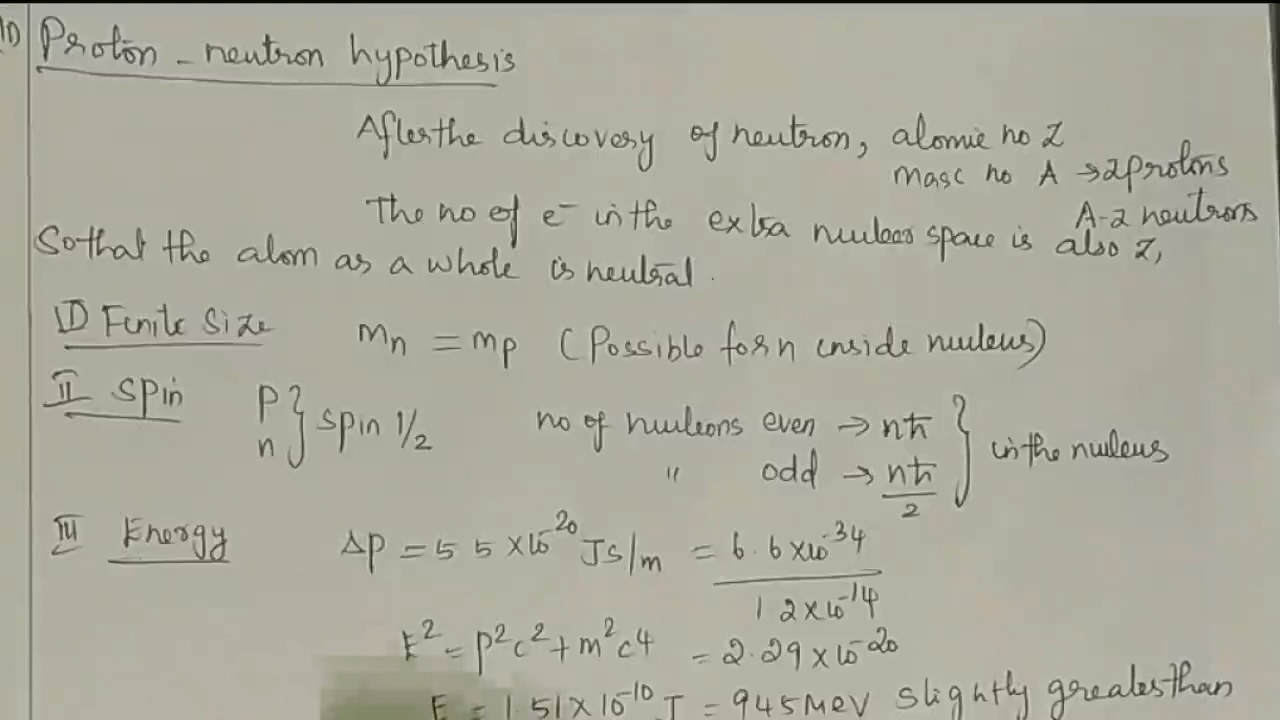 1D) Proton - neutron hypothesis
After the discovery of neutron, atomic no Z
mass no A → Z protons
A-Z neutrons
The no of e⁻ in the extra nuclear space is also Z,
So that the atom as a whole is neutral.
I) Finite Size mₙ = mp (Possible for n inside nucleus)
II Spin P n } spin 1/2 no of nucleons even → nħ
" odd → nħ/2 } in the nucleus
III Energy Δp = 5 5 ×10⁻²⁰ JS/m = 6.6×10⁻³⁴ / 1 2×10⁻¹⁴
E² = p²c² + m²c⁴ = 2.29 × 10⁻²⁰
E = 1.51×10⁻¹⁰ J = 945 MeV slightly greater than